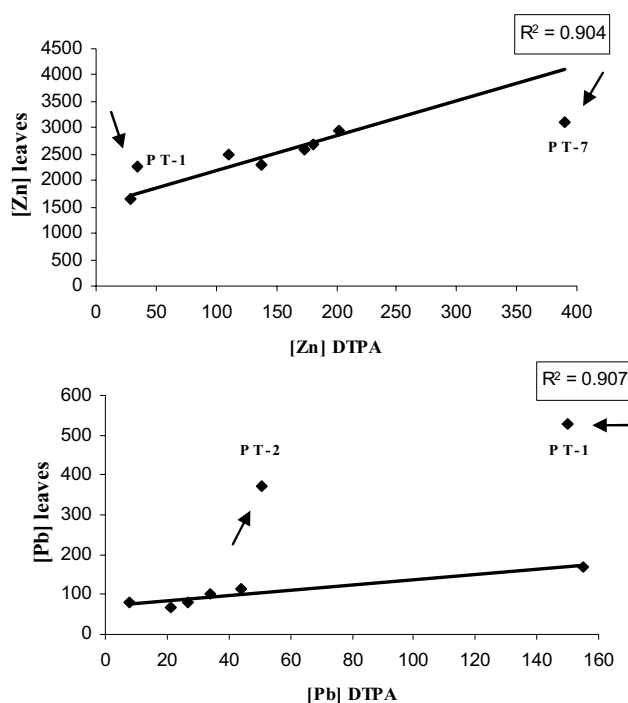 R² = 0.904
4500
4000
3500
3000
2500
2000
1500
1000
500
0
[Zn] leaves
P T-1
P T-7
0 50 100 150 200 250 300 350 400
[Zn] DTPA
R² = 0.907
600
500
400
300
200
100
0
[Pb] leaves
P T-2
P T-1
0 20 40 60 80 100 120 140 160
[Pb] DTPA